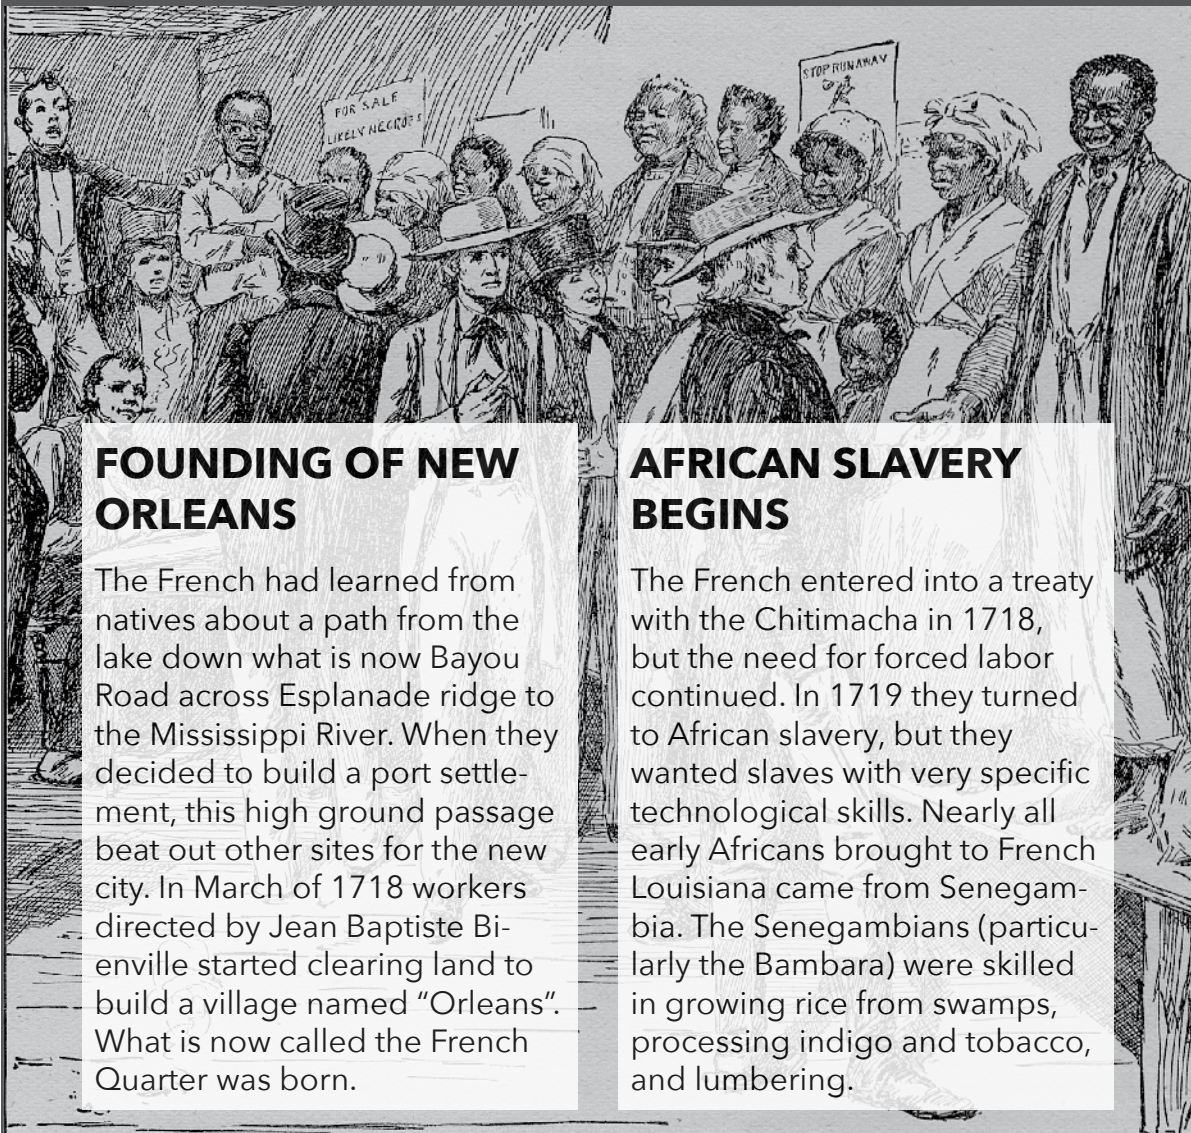 FOR SALE
LIKELY NEGROES
STOP RUNAWAY
FOUNDING OF NEW
ORLEANS
The French had learned from
natives about a path from the
lake down what is now Bayou
Road across Esplanade ridge to
the Mississippi River. When they
decided to build a port settle-
ment, this high ground passage
beat out other sites for the new
city. In March of 1718 workers
directed by Jean Baptiste Bi-
enville started clearing land to
build a village named “Orleans”.
What is now called the French
Quarter was born.
AFRICAN SLAVERY
BEGINS
The French entered into a treaty
with the Chitimacha in 1718,
but the need for forced labor
continued. In 1719 they turned
to African slavery, but they
wanted slaves with very specific
technological skills. Nearly all
early Africans brought to French
Louisiana came from Senegam-
bia. The Senegambians (particu-
larly the Bambara) were skilled
in growing rice from swamps,
processing indigo and tobacco,
and lumbering.